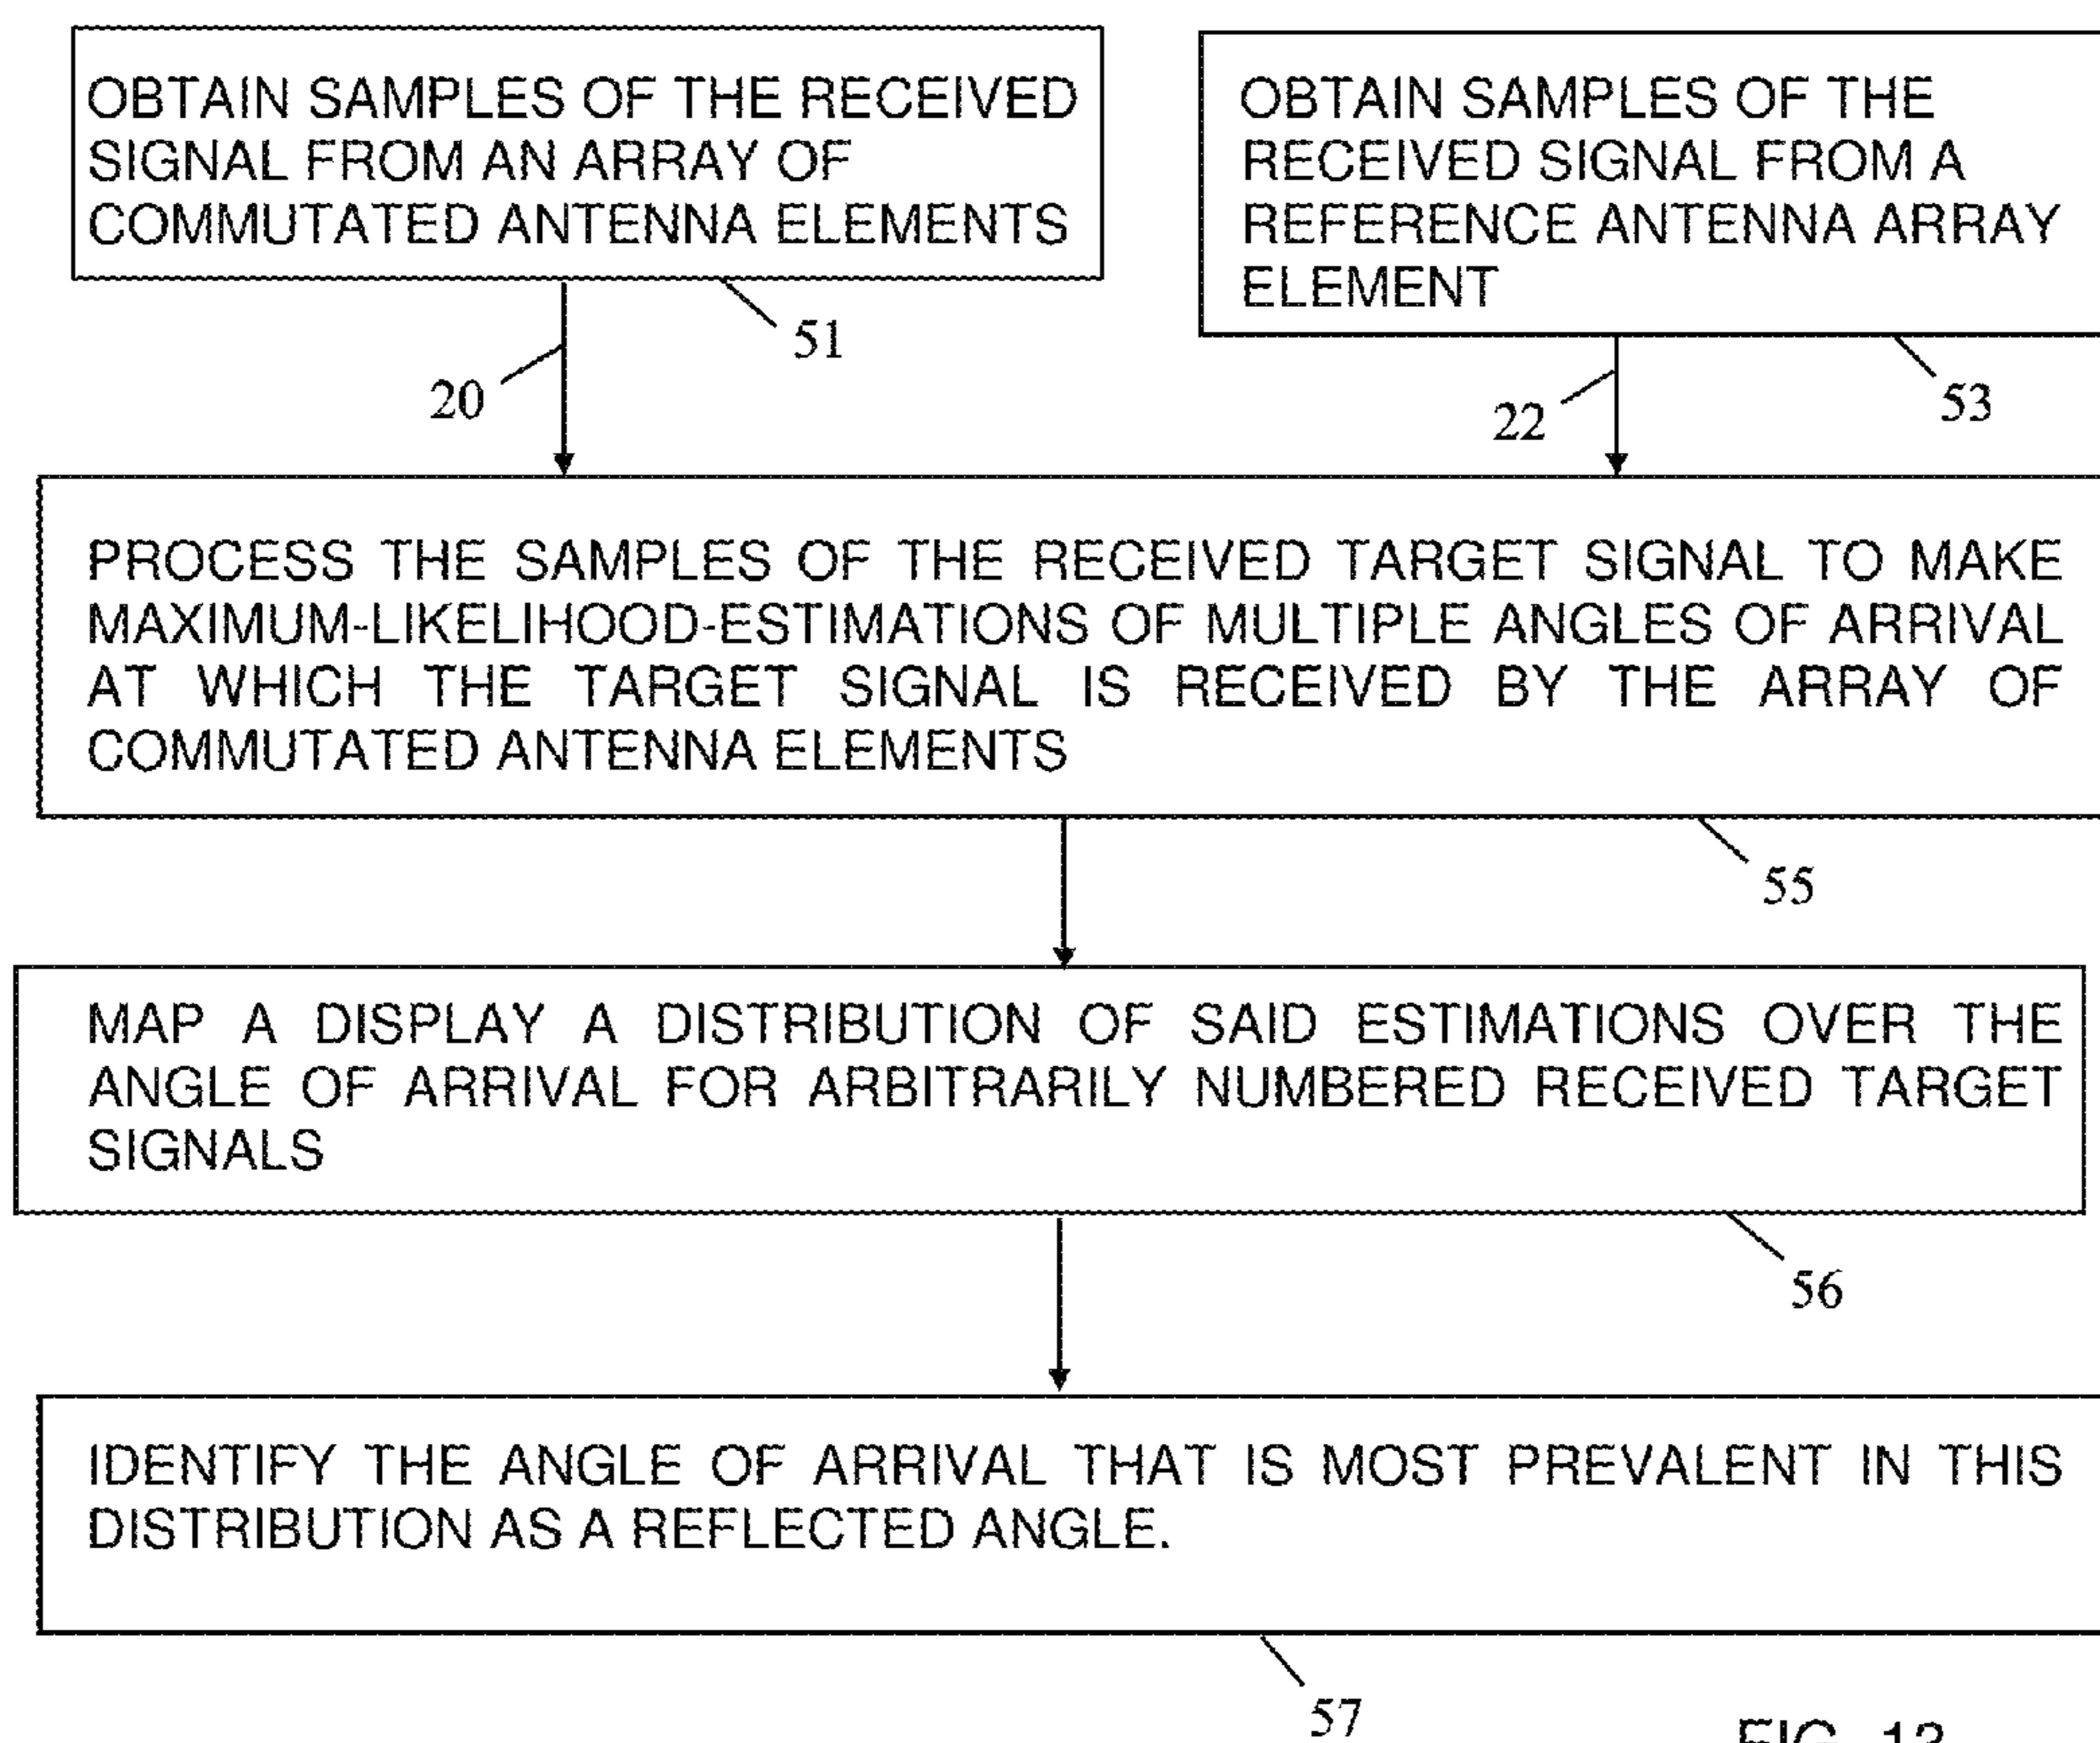 OBTAIN SAMPLES OF THE RECEIVED
SIGNAL FROM AN ARRAY OF
COMMUTATED ANTENNA ELEMENTS
OBTAIN SAMPLES OF THE
RECEIVED SIGNAL FROM A
REFERENCE ANTENNA ARRAY
ELEMENT
51
20
53
22
PROCESS THE SAMPLES OF THE RECEIVED TARGET SIGNAL TO MAKE
MAXIMUM-LIKELIHOOD-ESTIMATIONS OF MULTIPLE ANGLES OF ARRIVAL
AT WHICH THE TARGET SIGNAL IS RECEIVED BY THE ARRAY OF
COMMUTATED ANTENNA ELEMENTS
55
MAP A DISPLAY A DISTRIBUTION OF SAID ESTIMATIONS OVER THE
ANGLE OF ARRIVAL FOR ARBITRARILY NUMBERED RECEIVED TARGET
SIGNALS
56
IDENTIFY THE ANGLE OF ARRIVAL THAT IS MOST PREVALENT IN THIS
DISTRIBUTION AS A REFLECTED ANGLE.
57
FIG.